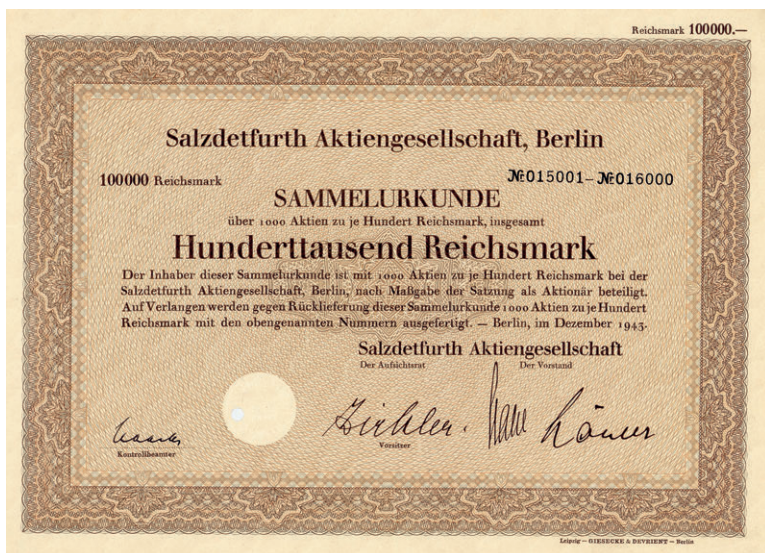 Reichsmark 100000.—
Salzdetfurth Aktiengesellschaft, Berlin
100000 Reichsmark
№015001–№016000
SAMMELURKUNDE
über 1000 Aktien zu je Hundert Reichsmark, insgesamt
Hunderttausend Reichsmark
Der Inhaber dieser Sammelurkunde ist mit 1000 Aktien zu je Hundert Reichsmark bei der
Salzdetfurth Aktiengesellschaft, Berlin, nach Maßgabe der Satzung als Aktionär beteiligt.
Auf Verlangen werden gegen Rücklieferung dieser Sammelurkunde 1000 Aktien zu je Hundert
Reichsmark mit den obengenannten Nummern ausgefertigt. — Berlin, im Dezember 1943.
Salzdetfurth Aktiengesellschaft
Der Aufsichtsrat
Der Vorstand
Vorsitzer
Kontrollbeamter
Leipzig – GIESECKE & DEVRIENT – Berlin